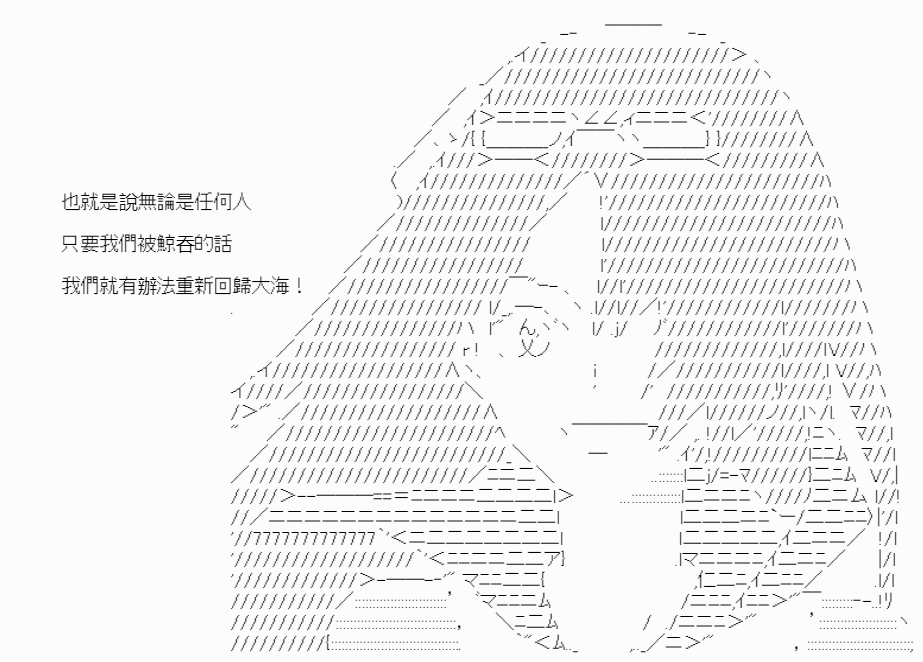 也就是說無論是任何人
只要我們被鯨吞的話
我們就有辦法重新回歸大海！